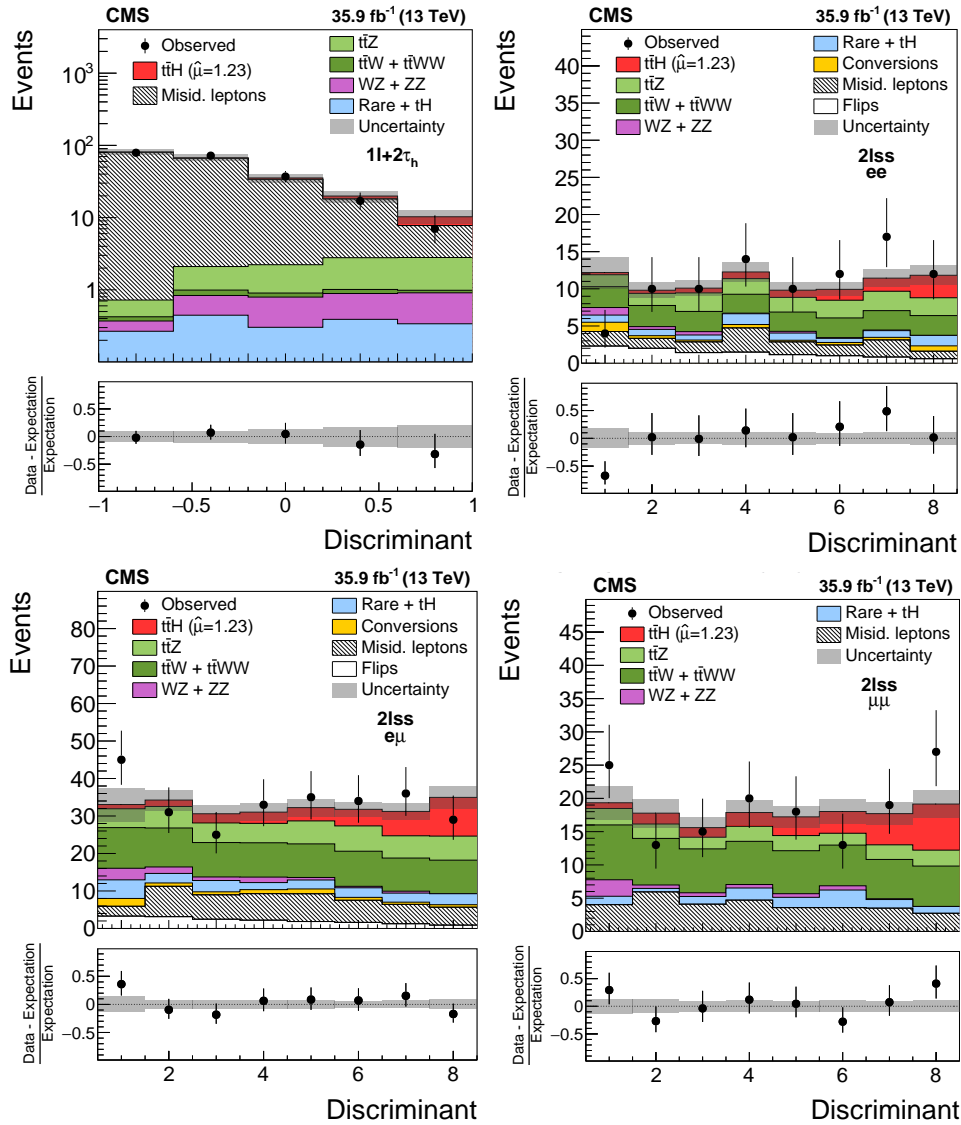 CMS 35.9 fb⁻¹ (13 TeV)
Events
Observed
tt̄H (μ̂=1.23)
Misid. leptons
tt̄Z
tt̄W + tt̄WW
WZ + ZZ
Rare + tH
Uncertainty
1l+2τh
10³
10²
10
1
Data - Expectation
Expectation
0.5
0
−0.5
−1 −0.5 0 0.5 1
Discriminant
CMS 35.9 fb⁻¹ (13 TeV)
Events
Observed
tt̄H (μ̂=1.23)
tt̄Z
tt̄W + tt̄WW
WZ + ZZ
Rare + tH
Conversions
Misid. leptons
Flips
Uncertainty
2lss
ee
40
35
30
25
20
15
10
5
0
Data - Expectation
Expectation
0.5
0
−0.5
2 4 6 8
Discriminant
CMS 35.9 fb⁻¹ (13 TeV)
Events
Observed
tt̄H (μ̂=1.23)
tt̄Z
tt̄W + tt̄WW
WZ + ZZ
Rare + tH
Conversions
Misid. leptons
Flips
Uncertainty
2lss
eμ
80
70
60
50
40
30
20
10
0
Data - Expectation
Expectation
0.5
0
−0.5
2 4 6 8
Discriminant
CMS 35.9 fb⁻¹ (13 TeV)
Events
Observed
tt̄H (μ̂=1.23)
tt̄Z
tt̄W + tt̄WW
WZ + ZZ
Rare + tH
Misid. leptons
Uncertainty
2lss
μμ
45
40
35
30
25
20
15
10
5
0
Data - Expectation
Expectation
0.5
0
−0.5
2 4 6 8
Discriminant